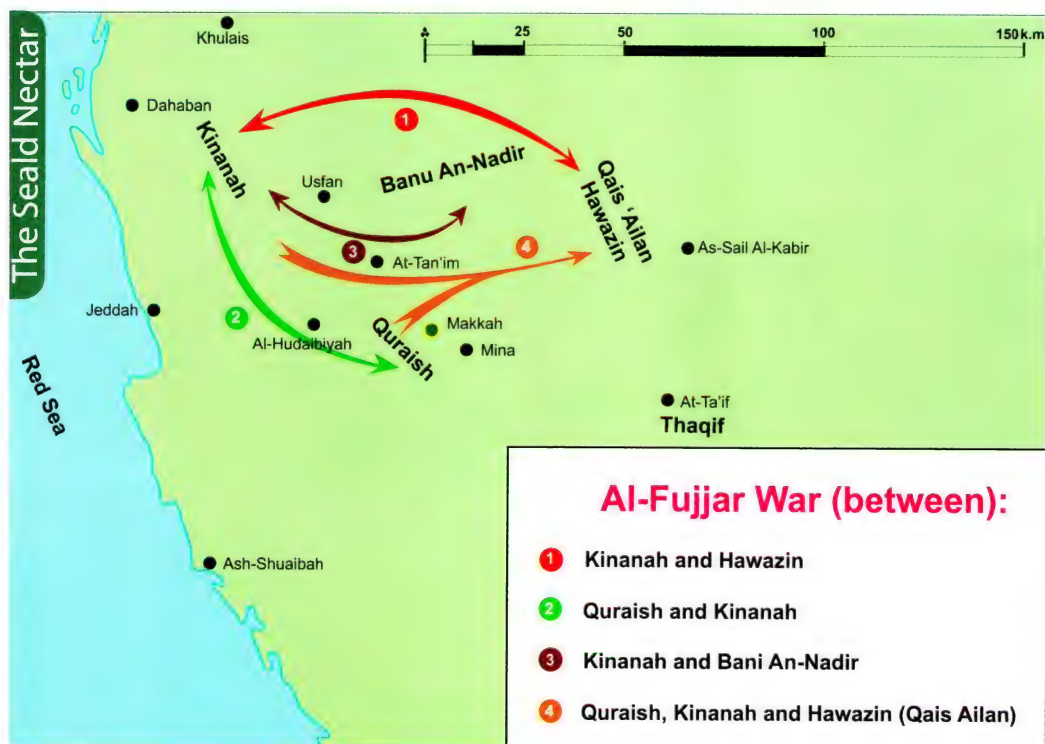 The Seald Nectar
Khulais
25
50
100
150 k.m
Dahaban
Kinanah
1
Banu An-Nadir
Usfan
Qais ‘Ailan
Hawazin
3
4
At-Tan'im
As-Sail Al-Kabir
Jeddah
2
Al-Hudaibiyah
Quraish
Makkah
Mina
Red Sea
At-Ta'if
Thaqif
Ash-Shuaibah
Al-Fujjar War (between):
1 Kinanah and Hawazin
2 Quraish and Kinanah
3 Kinanah and Bani An-Nadir
4 Quraish, Kinanah and Hawazin (Qais Ailan)